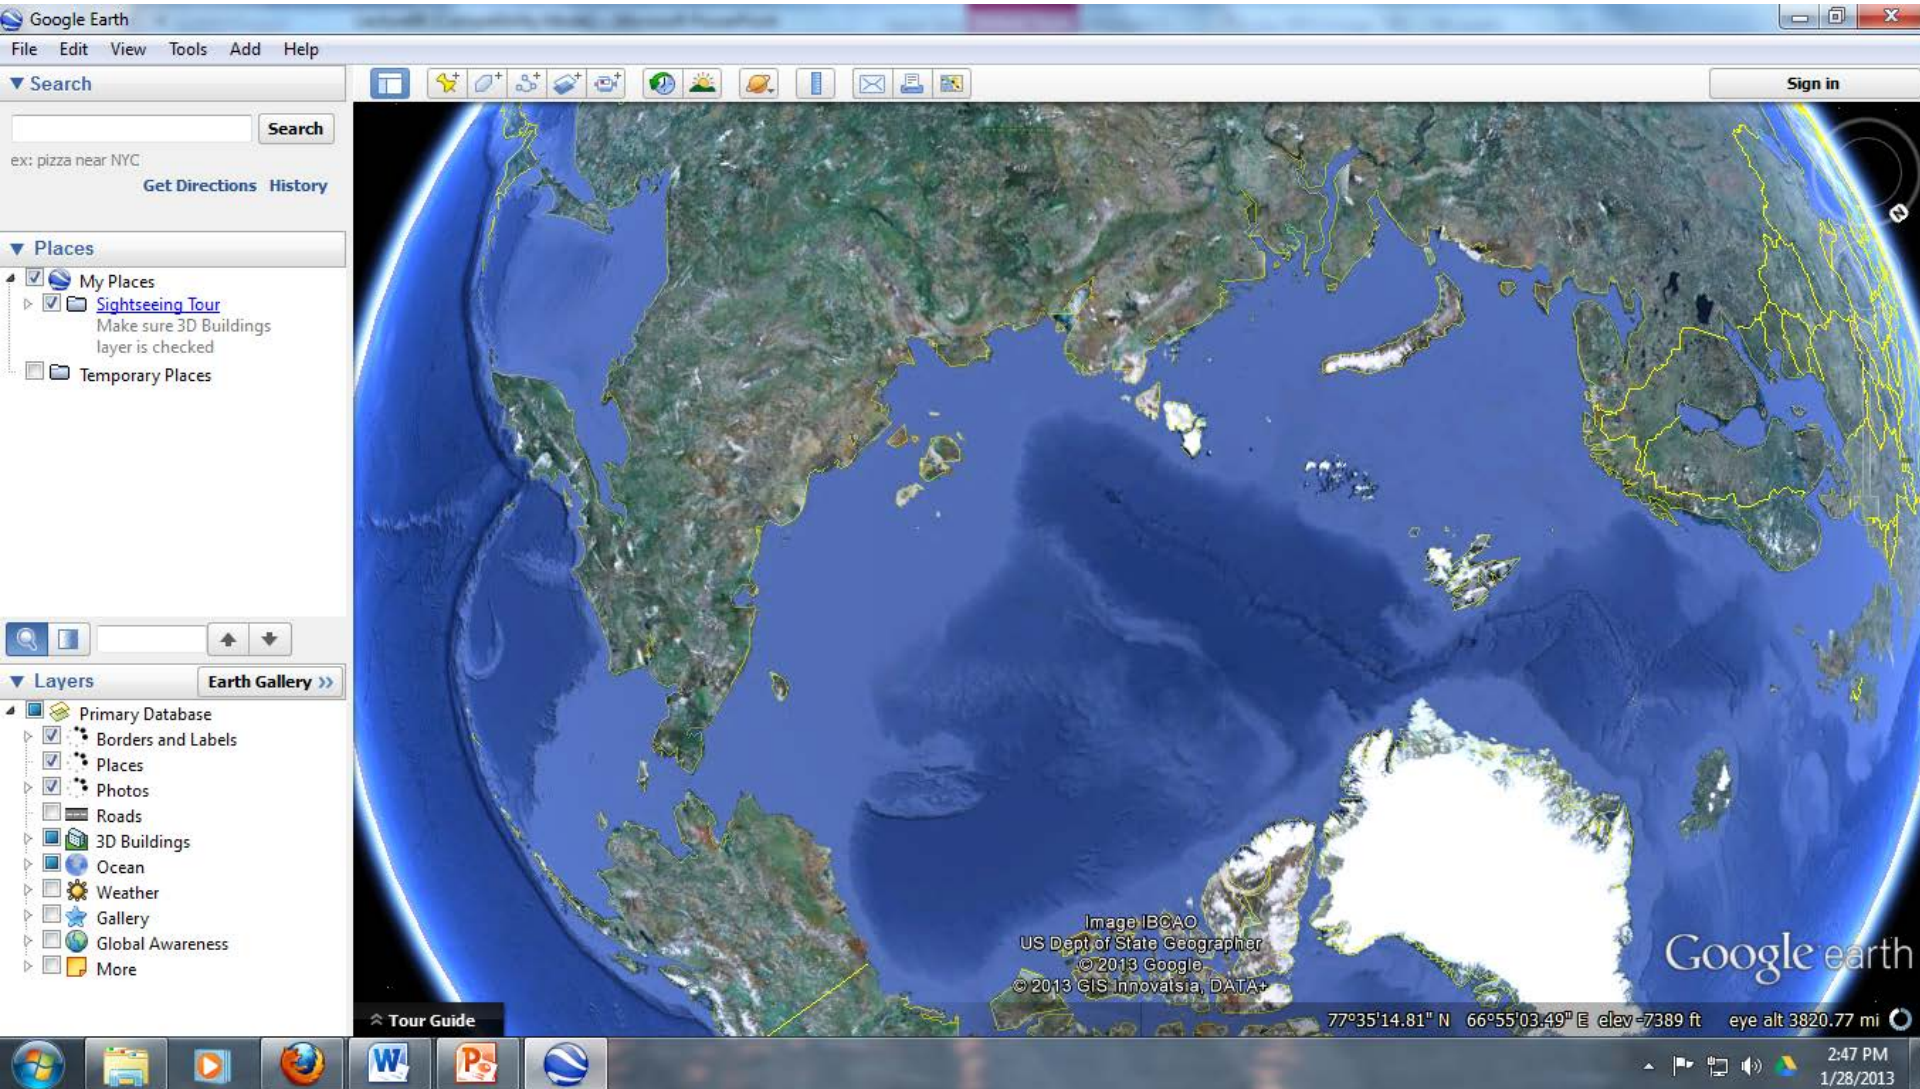 Google Earth
File Edit View Tools Add Help
Search
Sign in
Search
ex: pizza near NYC
Get Directions History
Places
My Places
Sightseeing Tour
Make sure 3D Buildings
layer is checked
Temporary Places
Layers
Earth Gallery >>
Primary Database
Borders and Labels
Places
Photos
Roads
3D Buildings
Ocean
Weather
Gallery
Global Awareness
More
N
Image IBCAO
US Dept of State Geographer
© 2013 Google
© 2013 GIS Innovatsia, DATA+
Google earth
Tour Guide
77°35'14.81" N 66°55'03.49" E elev -7389 ft eye alt 3820.77 mi
W
P
2:47 PM
1/28/2013